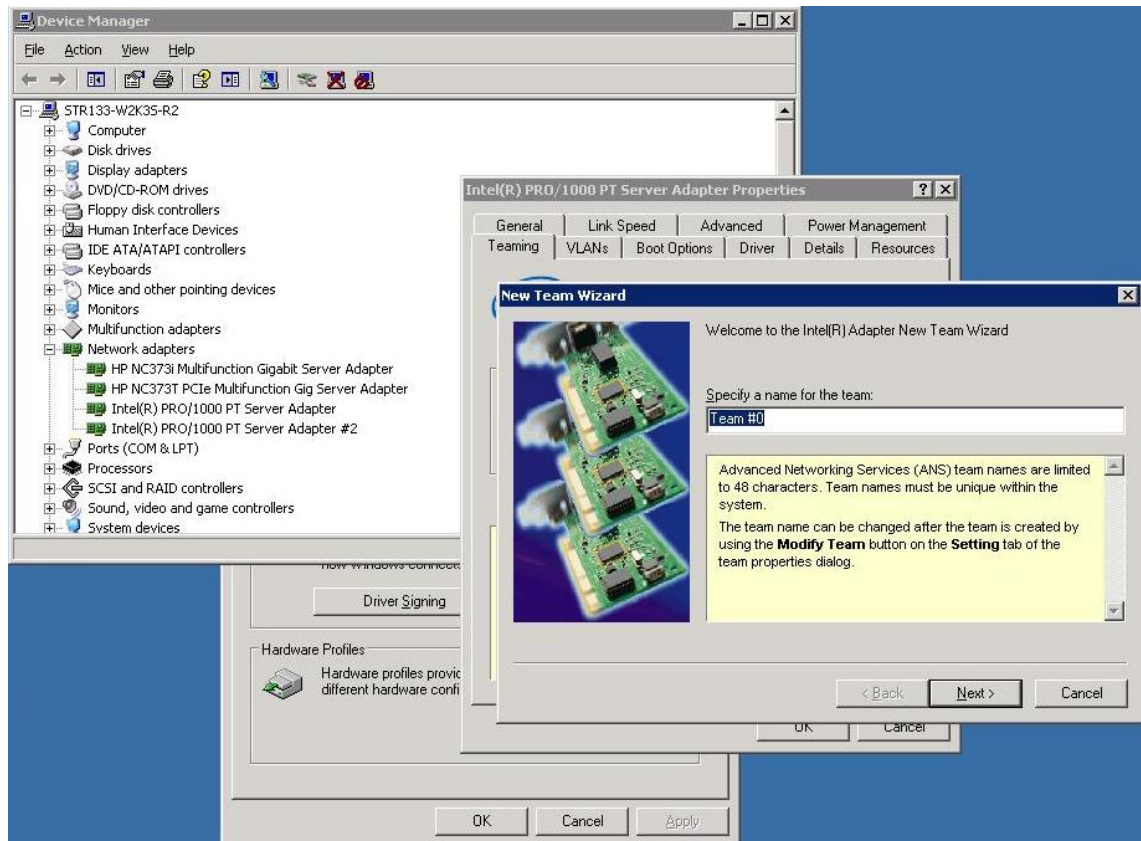 Device Manager
File Action View Help
STR133-W2K3S-R2
Computer
Disk drives
Display adapters
DVD/CD-ROM drives
Floppy disk controllers
Human Interface Devices
IDE ATA/ATAPI controllers
Keyboards
Mice and other pointing devices
Monitors
Multifunction adapters
Network adapters
HP NC373i Multifunction Gigabit Server Adapter
HP NC373T PCIe Multifunction Gig Server Adapter
Intel(R) PRO/1000 PT Server Adapter
Intel(R) PRO/1000 PT Server Adapter #2
Ports (COM & LPT)
Processors
SCSI and RAID controllers
Sound, video and game controllers
System devices
Intel(R) PRO/1000 PT Server Adapter Properties
General Link Speed Advanced Power Management
Teaming VLANs Boot Options Driver Details Resources
New Team Wizard
Welcome to the Intel(R) Adapter New Team Wizard
Specify a name for the team:
Team #0
Advanced Networking Services (ANS) team names are limited
to 48 characters. Team names must be unique within the
system.
The team name can be changed after the team is created by
using the Modify Team button on the Setting tab of the
team properties dialog.
< Back Next > Cancel
OK Cancel
Driver Signing
Hardware Profiles
Hardware profiles
different hardware
OK Cancel Apply